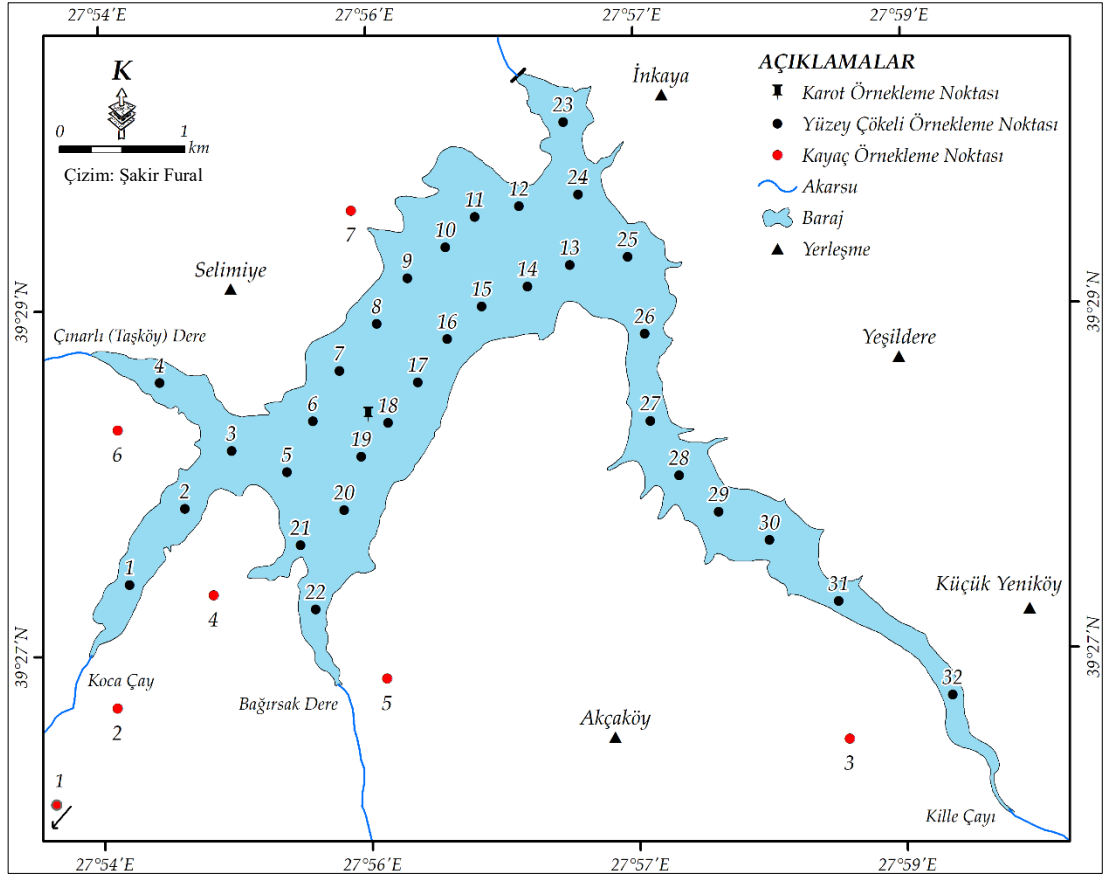 27°54'E 27°56'E 27°57'E 27°59'E
K
0 1
km
Çizim: Şakir Fural
İnkaya
AÇIKLAMALAR
Karot Örnekleme Noktası
Yüzey Çökeli Örnekleme Noktası
Kayaç Örnekleme Noktası
Akarsu
Baraj
Yerleşme
23
24
12
11
7
10
25
13
9
14
Selimiye
15
8
39°29'N
39°29'N
26
16
Çınarlı (Taşköy) Dere
Yeşildere
7
17
4
6
18
27
3
19
6
5
28
2
20
29
30
21
1
31
Küçük Yeniköy
22
4
39°27'N
39°27'N
Koca Çay
32
Bağırsak Dere
5
Akçaköy
2
3
1
Kille Çayı
27°54'E 27°56'E 27°57'E 27°59'E